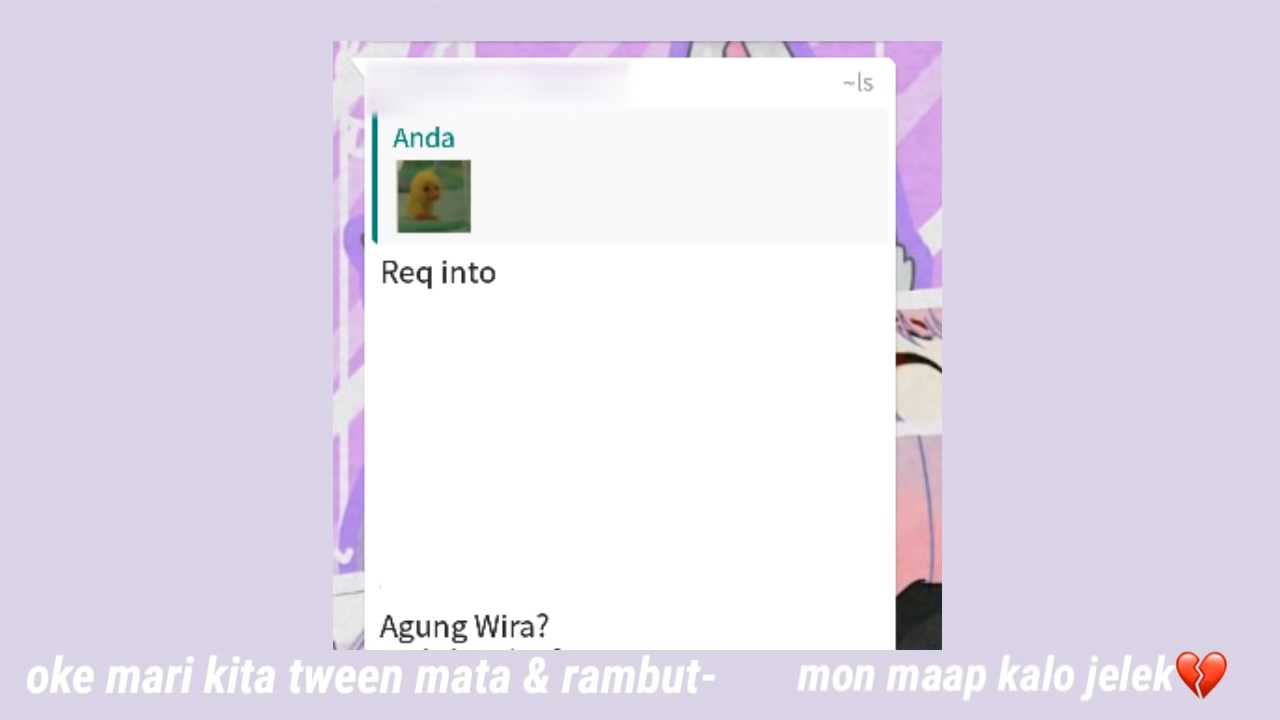 ~ls
Anda
Req into
Agung Wira?
oke mari kita tween mata & rambut-
mon maap kalo jelek💔